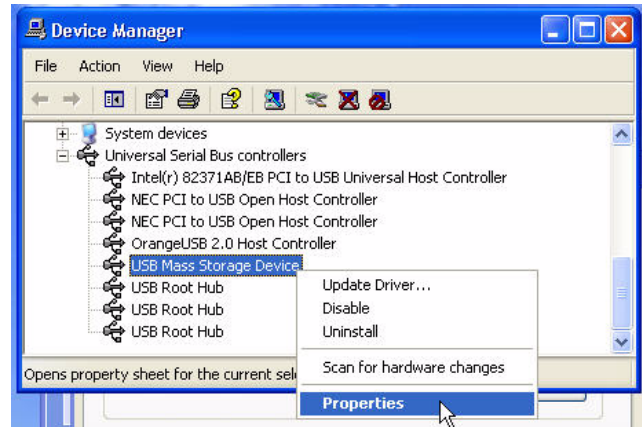 Device Manager
File Action View Help
System devices
Universal Serial Bus controllers
Intel(r) 82371AB/EB PCI to USB Universal Host Controller
NEC PCI to USB Open Host Controller
NEC PCI to USB Open Host Controller
OrangeUSB 2.0 Host Controller
USB Mass Storage Device
USB Root Hub
USB Root Hub
USB Root Hub
Update Driver...
Disable
Uninstall
Scan for hardware changes
Properties
Opens property sheet for the current sel